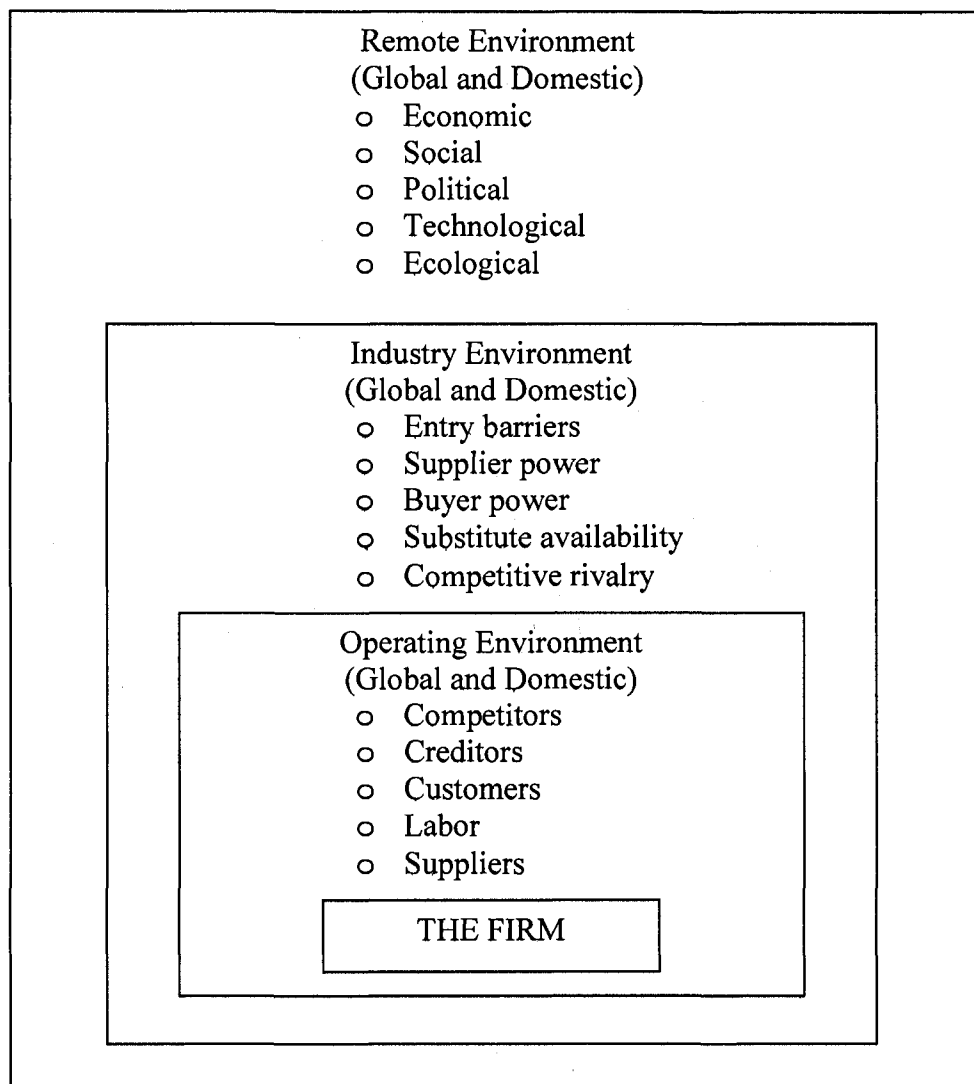 Remote Environment
(Global and Domestic)
o Economic
o Social
o Political
o Technological
o Ecological
Industry Environment
(Global and Domestic)
o Entry barriers
o Supplier power
o Buyer power
o Substitute availability
o Competitive rivalry
Operating Environment
(Global and Domestic)
o Competitors
o Creditors
o Customers
o Labor
o Suppliers
THE FIRM